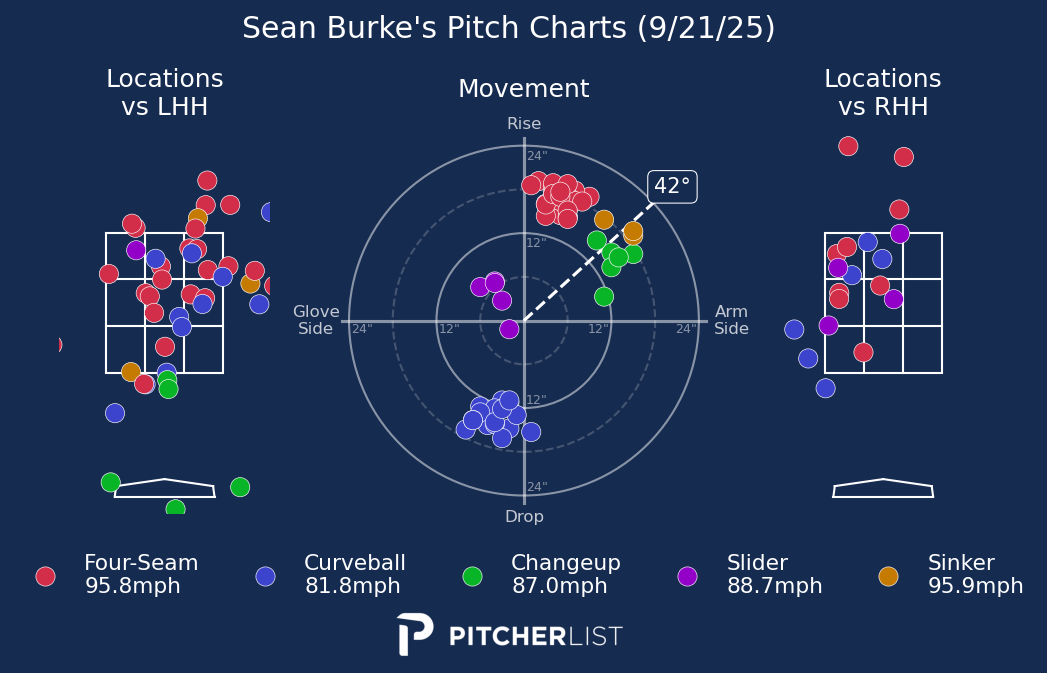 Sean Burke's Pitch Charts (9/21/25)
Locations
vs LHH
Movement
Locations
vs RHH
Rise
24"
42°
12"
Glove
Side
24"
12"
12"
24"
Arm
Side
12"
24"
Drop
Four-Seam
95.8mph
Curveball
81.8mph
Changeup
87.0mph
Slider
88.7mph
Sinker
95.9mph
PITCHERLIST